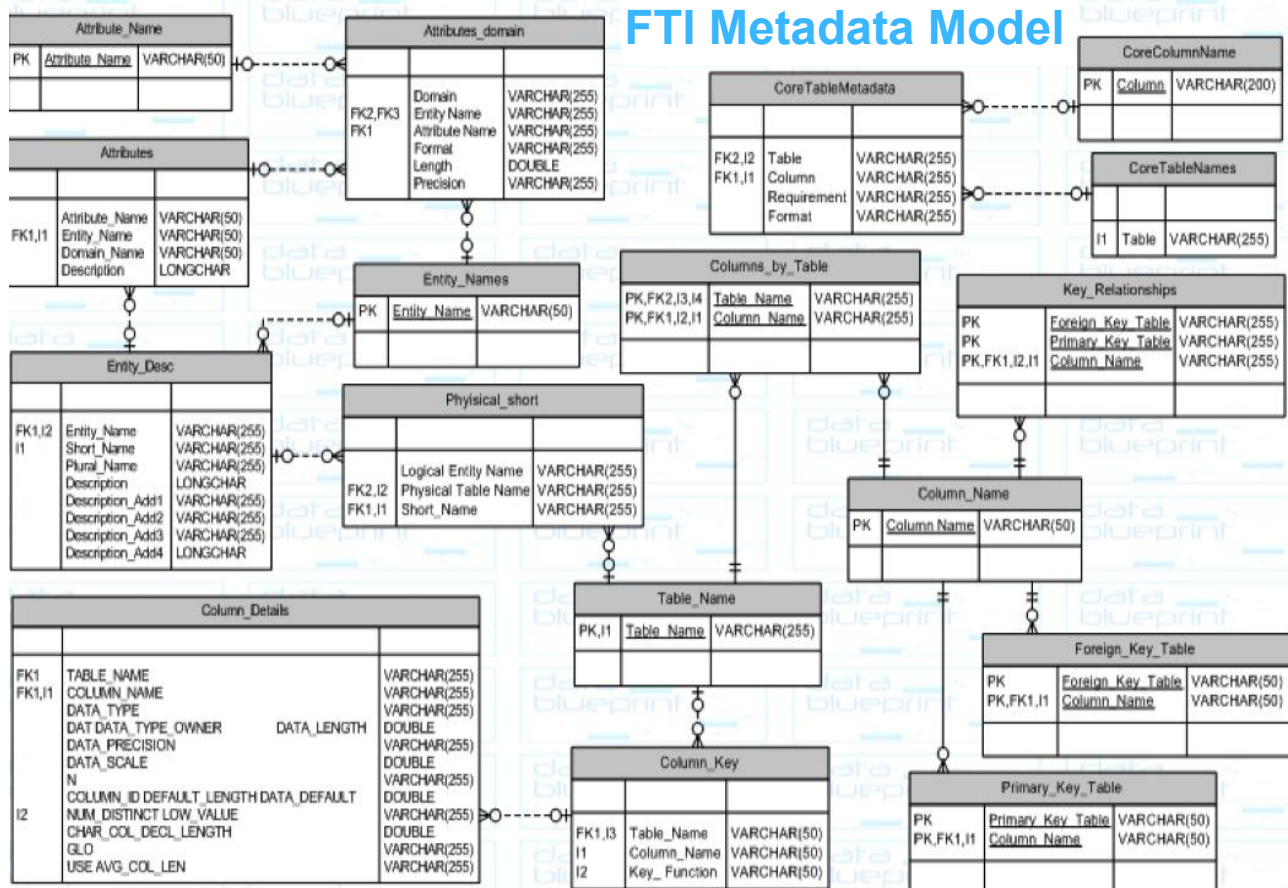 FTI Metadata Model
Attribute_Name
PK Attribute_Name VARCHAR(50)
Attributes_domain
Domain VARCHAR(255)
FK2,FK3 Entity Name VARCHAR(255)
FK1 Attribute Name VARCHAR(255)
Format VARCHAR(255)
Length DOUBLE
Precision VARCHAR(255)
CoreTableMetadata
FK2,I2 Table VARCHAR(255)
FK1,I1 Column VARCHAR(255)
Requirement VARCHAR(255)
Format VARCHAR(255)
CoreColumnName
PK Column VARCHAR(200)
CoreTableNames
I1 Table VARCHAR(255)
Attributes
Attribute_Name VARCHAR(50)
FK1,I1 Entity_Name VARCHAR(50)
Domain_Name VARCHAR(50)
Description LONGCHAR
Entity_Names
PK Entity_Name VARCHAR(50)
Columns_by_Table
PK,FK2,I3,I4 Table_Name VARCHAR(255)
PK,FK1,I2,I1 Column_Name VARCHAR(255)
Key_Relationships
PK Foreign_Key_Table VARCHAR(255)
PK Primary_Key_Table VARCHAR(255)
PK,FK1,I2,I1 Column_Name VARCHAR(255)
Entity_Desc
FK1,I2 Entity_Name VARCHAR(255)
I1 Short_Name VARCHAR(255)
Plural_Name VARCHAR(255)
Description LONGCHAR
Description_Add1 VARCHAR(255)
Description_Add2 VARCHAR(255)
Description_Add3 VARCHAR(255)
Description_Add4 LONGCHAR
Phyisical_short
Logical Entity Name VARCHAR(255)
FK2,I2 Physical Table Name VARCHAR(255)
FK1,I1 Short_Name VARCHAR(255)
Column_Name
PK Column Name VARCHAR(50)
Table_Name
PK,I1 Table_Name VARCHAR(255)
Foreign_Key_Table
PK Foreign_Key_Table VARCHAR(50)
PK,FK1,I1 Column_Name VARCHAR(50)
Column_Details
FK1 TABLE_NAME VARCHAR(255)
FK1,I1 COLUMN_NAME VARCHAR(255)
DATA_TYPE VARCHAR(255)
DAT DATA_TYPE_OWNER DATA_LENGTH DOUBLE
DATA_PRECISION VARCHAR(255)
DATA_SCALE DOUBLE
N VARCHAR(255)
COLUMN_ID DEFAULT_LENGTH DATA_DEFAULT DOUBLE
I2 NUM_DISTINCT LOW_VALUE VARCHAR(255)
CHAR_COL_DECL_LENGTH DOUBLE
GLO VARCHAR(255)
USE AVG_COL_LEN VARCHAR(255)
Column_Key
FK1,I3 Table_Name VARCHAR(50)
I1 Column_Name VARCHAR(50)
I2 Key_ Function VARCHAR(50)
Primary_Key_Table
PK Primary_Key_Table VARCHAR(50)
PK,FK1,I1 Column_Name VARCHAR(50)
data blueprint